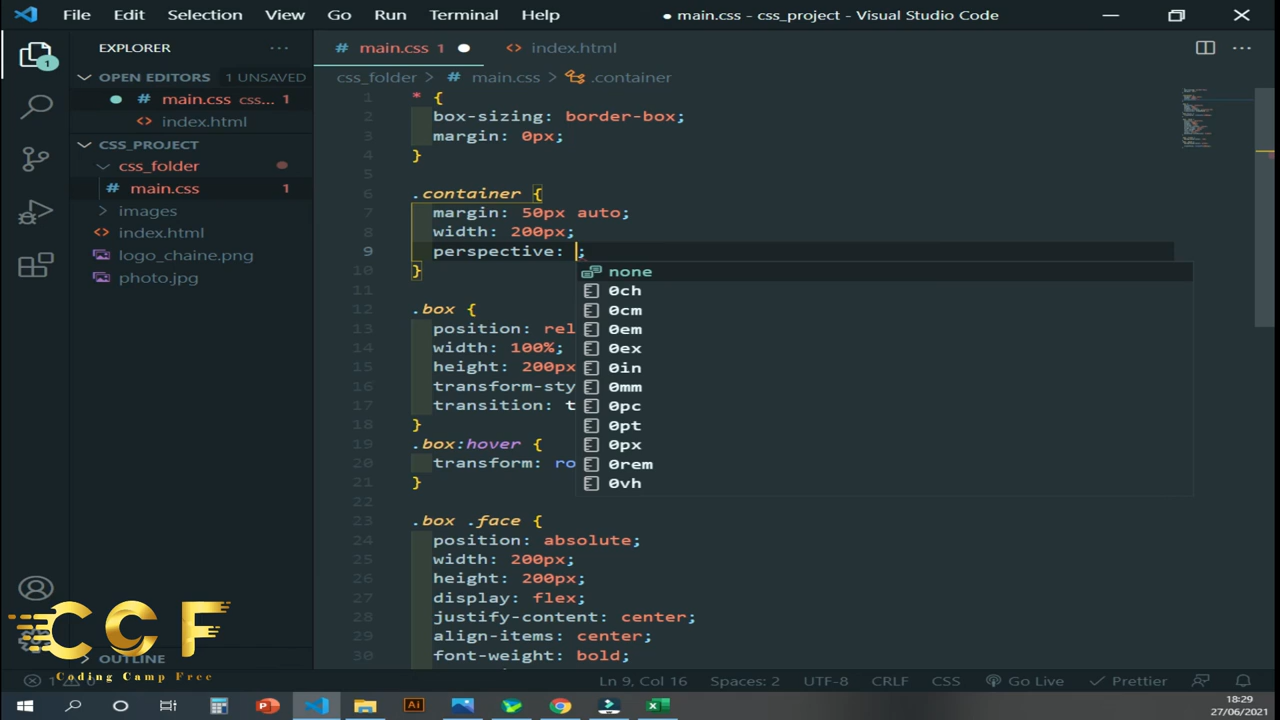 File Edit Selection View Go Run Terminal Help
● main.css - css_project - Visual Studio Code
EXPLORER
OPEN EDITORS 1 UNSAVED
# main.css css... 1
<> index.html
CSS_PROJECT
css_folder
# main.css 1
images
<> index.html
logo_chaine.png
photo.jpg
OUTLINE
1
# main.css 1 ●
<> index.html
css_folder > # main.css > .container
1 * {
2 box-sizing: border-box;
3 margin: 0px;
4 }
5
6 .container {
7 margin: 50px auto;
8 width: 200px;
9 perspective: ;
10 }
11
12 .box {
13 position: rel
14 width: 100%;
15 height: 200px
16 transform-sty
17 transition: t
18 }
19 .box:hover {
20 transform: ro
21 }
22
23 .box .face {
24 position: absolute;
25 width: 200px;
26 height: 200px;
27 display: flex;
28 justify-content: center;
29 align-items: center;
30 font-weight: bold;
none
0ch
0cm
0em
0ex
0in
0mm
0pc
0pt
0px
0rem
0vh
CCF
Coding Camp Free
Ln 9, Col 16 Spaces: 2 UTF-8 CRLF CSS Go Live Prettier
Ai
18:29
27/06/2021